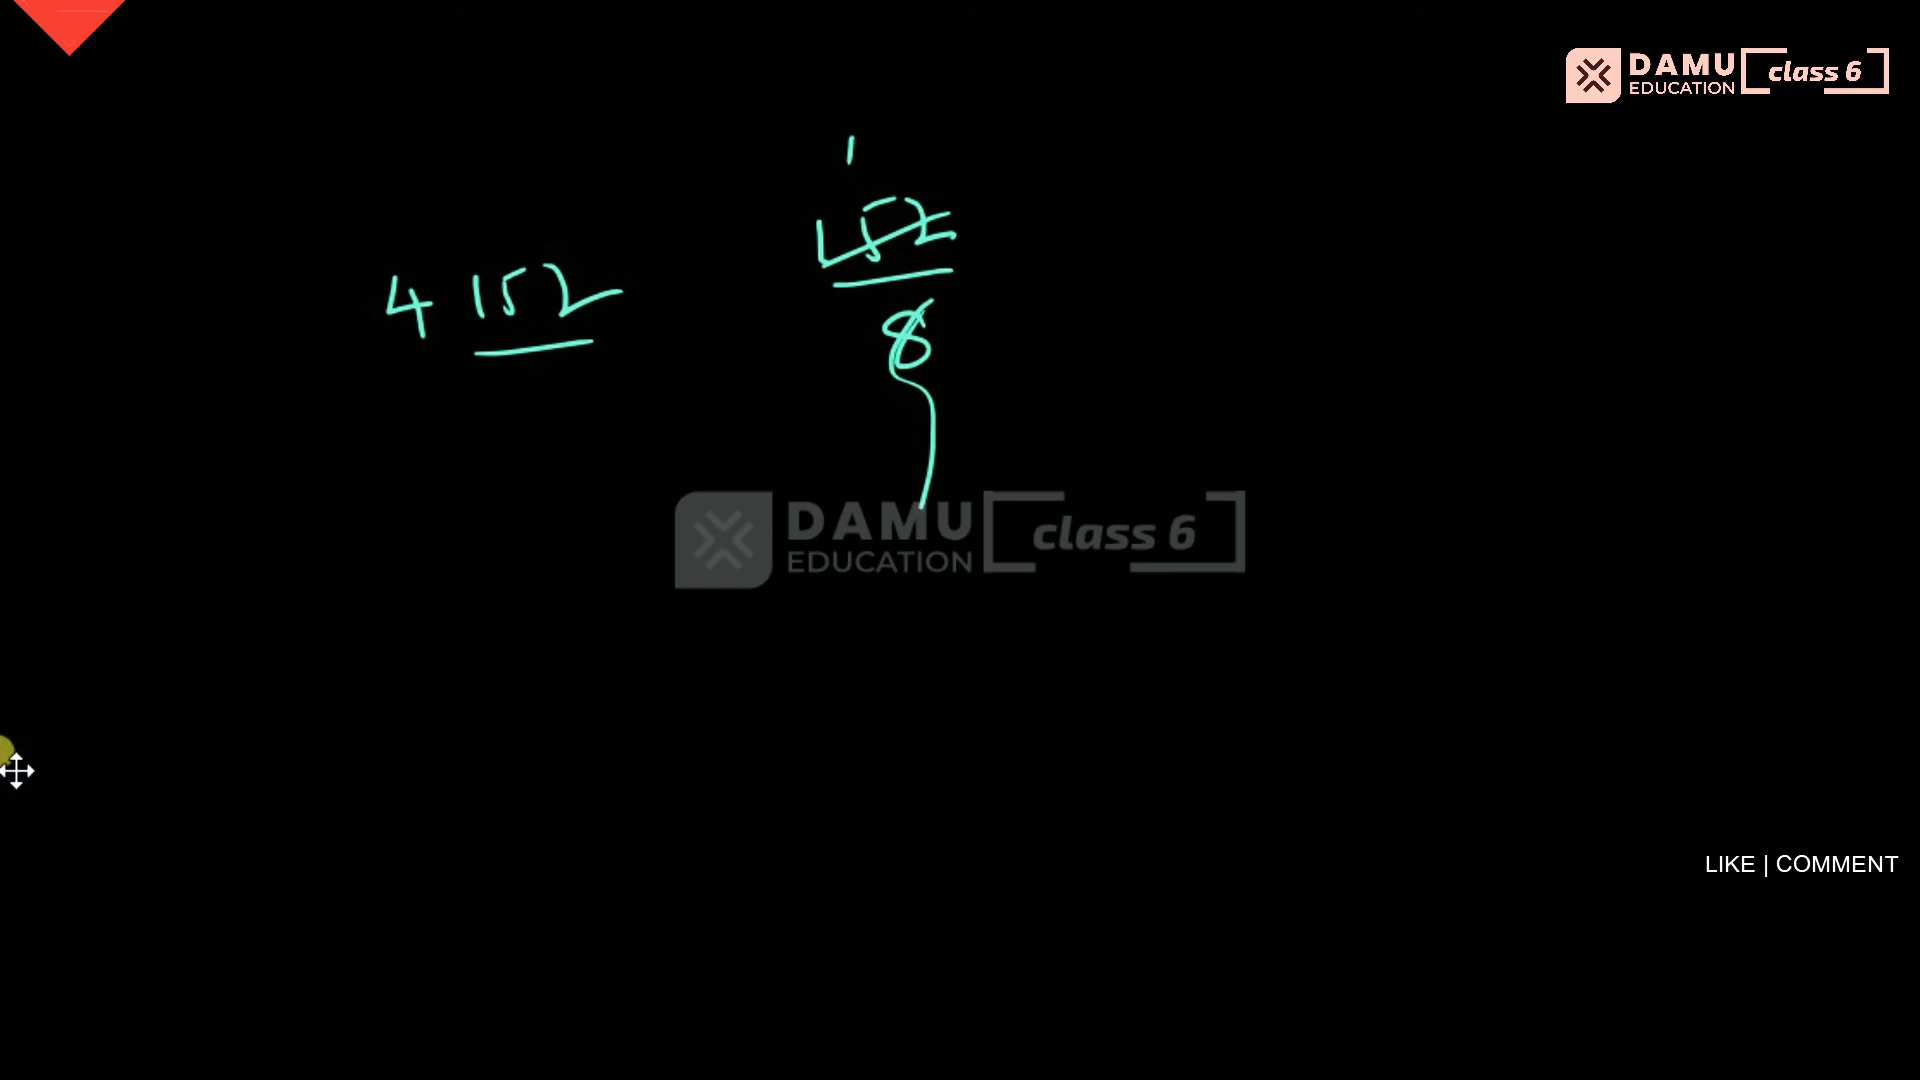 DAMU EDUCATION class 6
1
4 152
152
8
DAMU EDUCATION class 6
LIKE | COMMENT